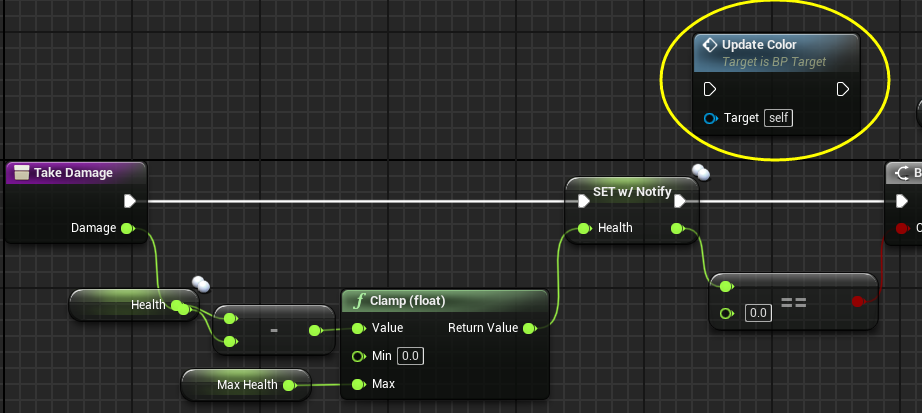 Update Color
Target is BP Target
Target self
Take Damage
SET w/ Notify
B
Damage
Health
Health
Clamp (float)
0.0
==
-
Value
Return Value
Min 0.0
Max Health
Max